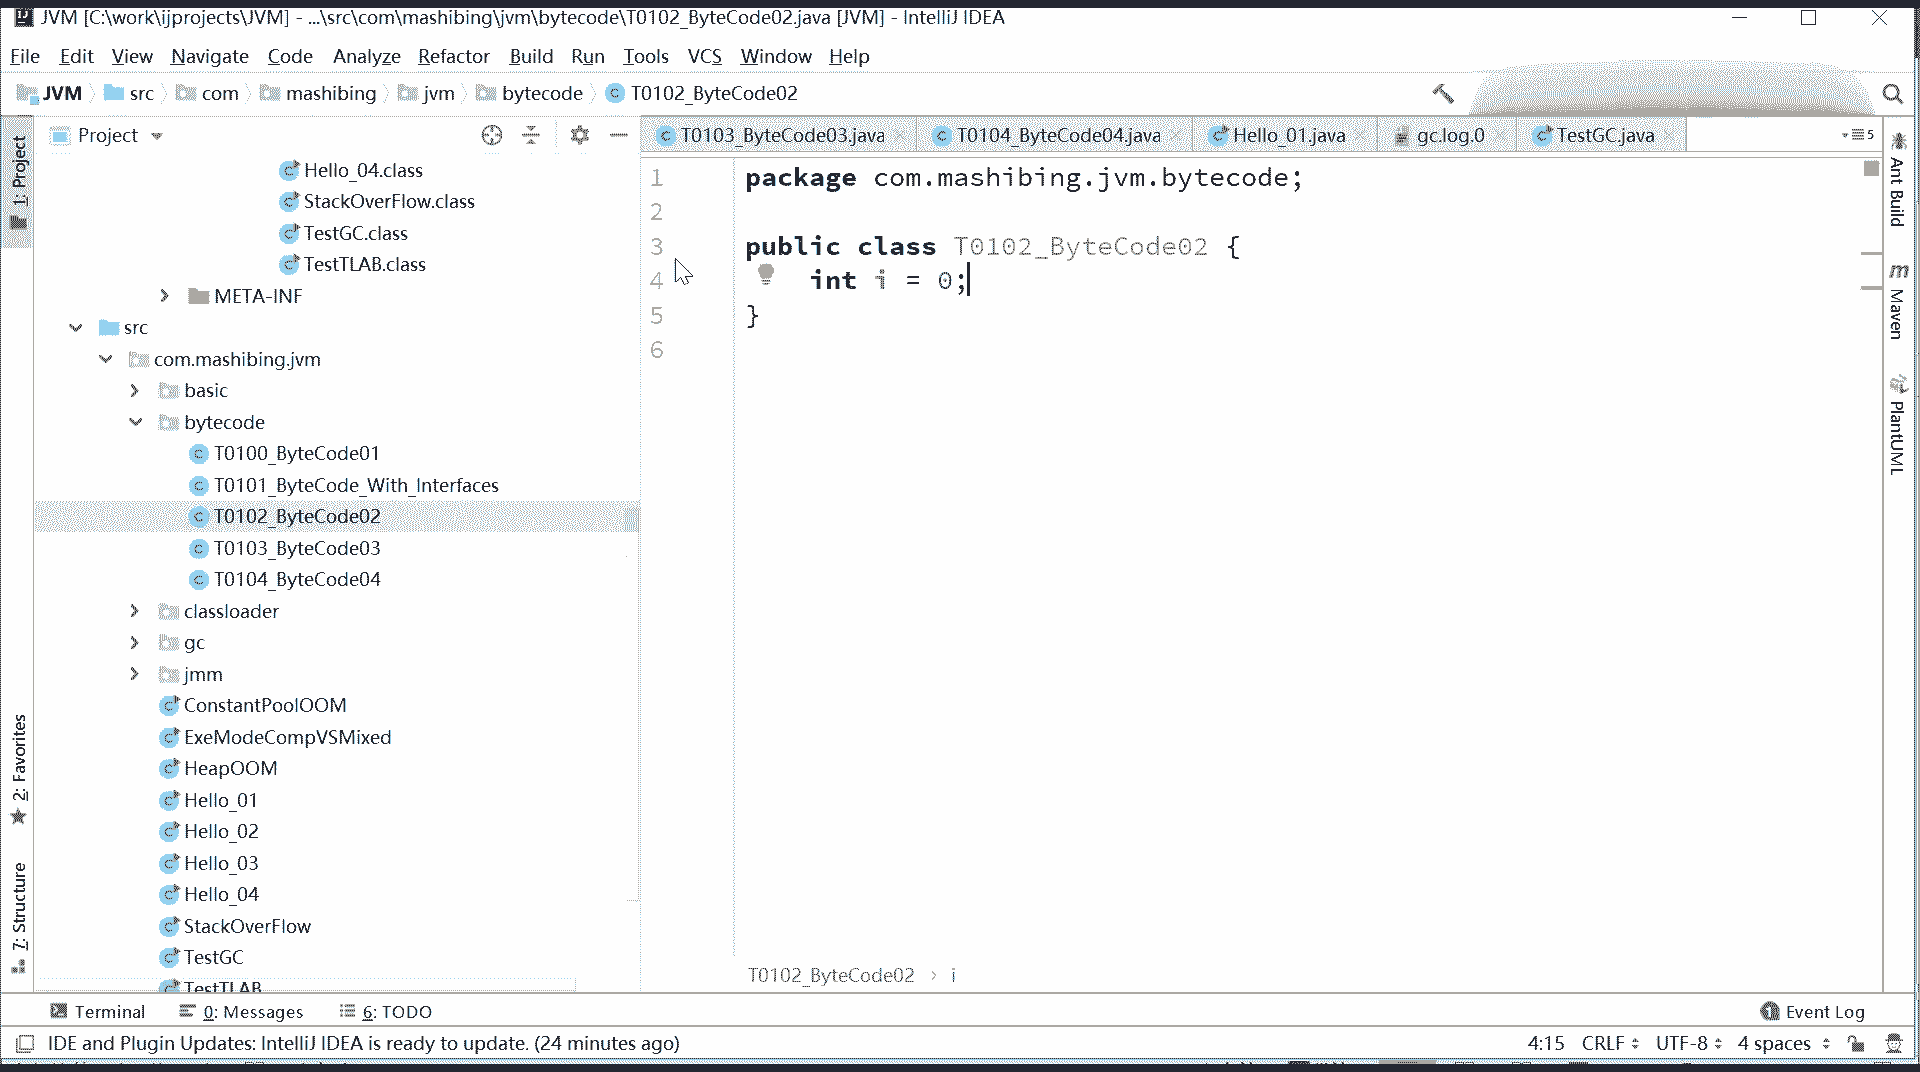 JVM [C:\work\ijprojects\JVM] - ...\src\com\mashibing\jvm\bytecode\T0102_ByteCode02.java [JVM] - IntelliJ IDEA
File Edit View Navigate Code Analyze Refactor Build Run Tools VCS Window Help
JVM src com mashibing jvm bytecode T0102_ByteCode02
1: Project
2: Favorites
7: Structure
Project
Hello_04.class
StackOverFlow.class
TestGC.class
TestTLAB.class
META-INF
src
com.mashibing.jvm
basic
bytecode
T0100_ByteCode01
T0101_ByteCode_With_Interfaces
T0102_ByteCode02
T0103_ByteCode03
T0104_ByteCode04
classloader
gc
jmm
ConstantPoolOOM
ExeModeCompVSMixed
HeapOOM
Hello_01
Hello_02
Hello_03
Hello_04
StackOverFlow
TestGC
TestTLAB
T0103_ByteCode03.java T0104_ByteCode04.java Hello_01.java gc.log.0 TestGC.java 5
1 package com.mashibing.jvm.bytecode;
2
3 public class T0102_ByteCode02 {
4 int i = 0;
5 }
6
T0102_ByteCode02 › i
Ant Build
Maven
PlantUML
Terminal 0: Messages 6: TODO Event Log
IDE and Plugin Updates: IntelliJ IDEA is ready to update. (24 minutes ago) 4:15 CRLF UTF-8 4 spaces